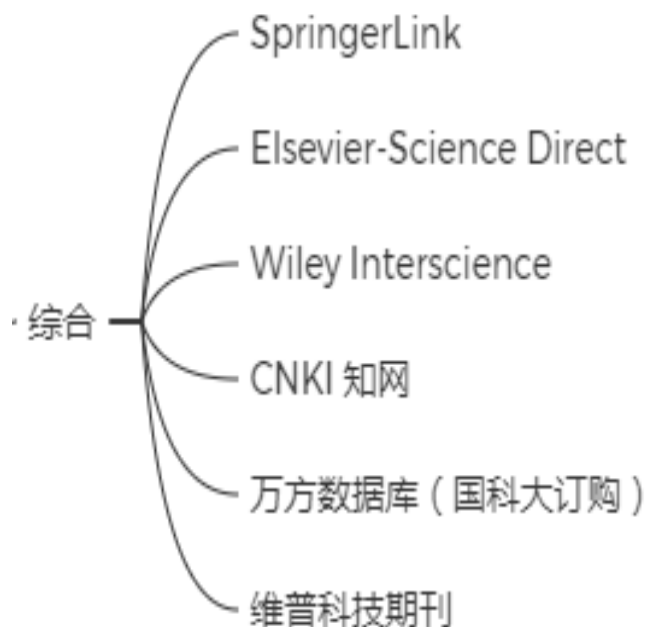 SpringerLink
Elsevier-Science Direct
Wiley Interscience
综合
CNKI 知网
万方数据库（国科大订购）
维普科技期刊